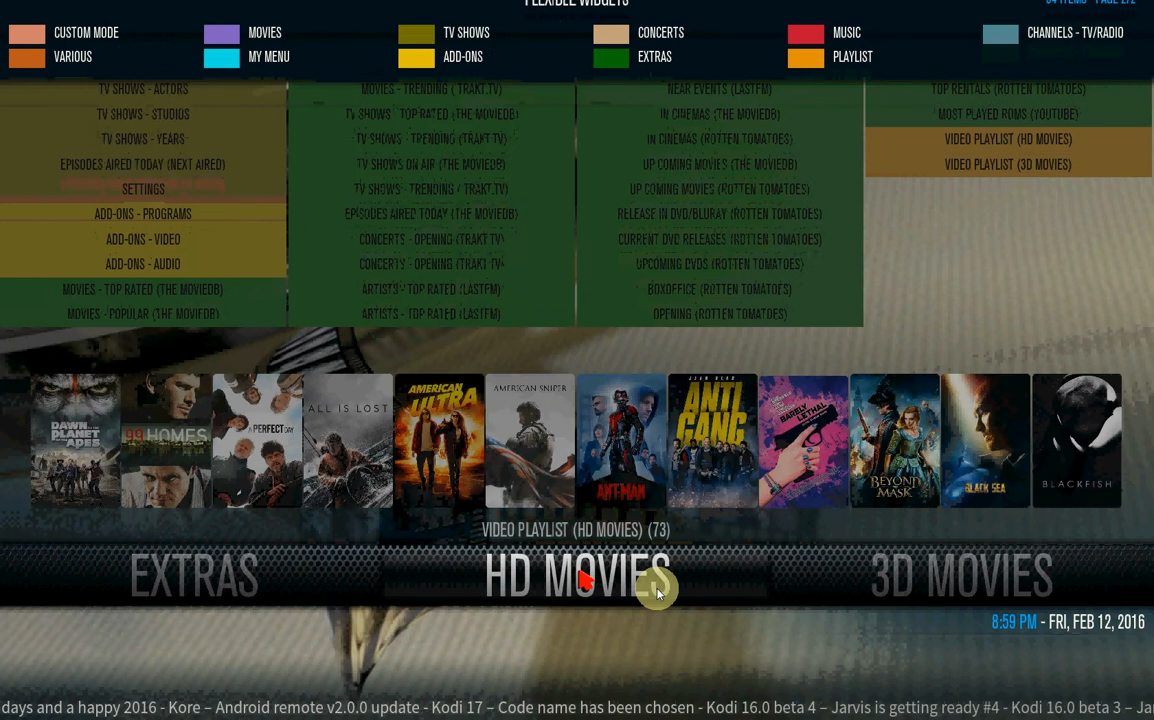 FLEXIBLE WIDGETS
94 ITEMS - PAGE 2/2
CUSTOM MODE
MOVIES
TV SHOWS
CONCERTS
MUSIC
CHANNELS - TV/RADIO
VARIOUS
MY MENU
ADD-ONS
EXTRAS
PLAYLIST
TV SHOWS - ACTORS
TV SHOWS - STUDIOS
TV SHOWS - YEARS
EPISODES AIRED TODAY (NEXT AIRED)
SETTINGS
ADD-ONS - PROGRAMS
ADD-ONS - VIDEO
ADD-ONS - AUDIO
MOVIES - TOP RATED (THE MOVIEDB)
MOVIES - POPULAR (THE MOVIEDB)
MOVIES - TRENDING ( TRAKT.TV)
TV SHOWS - TOP RATED (THE MOVIEDB)
TV SHOWS - TRENDING (TRAKT.TV)
TV SHOWS ON AIR (THE MOVIEDB)
TV SHOWS - TRENDING ( TRAKT.TV)
EPISODES AIRED TODAY (THE MOVIEDB)
CONCERTS - OPENING (TRAKT TV)
CONCERTS - OPENING (TRAKT TV)
ARTISTS - TOP RATED (LASTFM)
ARTISTS - TOP RATED (LASTFM)
NEAR EVENTS (LASTFM)
IN CINEMAS (THE MOVIEDB)
IN CINEMAS (ROTTEN TOMATOES)
UP COMING MOVIES (THE MOVIEDB)
UP COMING MOVIES (ROTTEN TOMATOES)
RELEASE IN DVD/BLURAY (ROTTEN TOMATOES)
CURRENT DVD RELEASES (ROTTEN TOMATOES)
UPCOMING DVDS (ROTTEN TOMATOES)
BOXOFFICE (ROTTEN TOMATOES)
OPENING (ROTTEN TOMATOES)
TOP RENTALS (ROTTEN TOMATOES)
MOST PLAYED ROMS (YOUTUBE)
VIDEO PLAYLIST (HD MOVIES)
VIDEO PLAYLIST (3D MOVIES)
DAWN OF THE PLANET OF THE APES
99 HOMES
A PERFECT DAY
ALL IS LOST
AMERICAN ULTRA
AMERICAN SNIPER
ANT-MAN
ANTI GANG
BARELY LETHAL
BEYOND THE MASK
BLACK SEA
BLACKFISH
VIDEO PLAYLIST (HD MOVIES) (73)
EXTRAS
HD MOVIES
3D MOVIES
8:59 PM - FRI, FEB 12, 2016
days and a happy 2016 - Kore – Android remote v2.0.0 update - Kodi 17 – Code name has been chosen - Kodi 16.0 beta 4 – Jarvis is getting ready #4 - Kodi 16.0 beta 3 – Jar